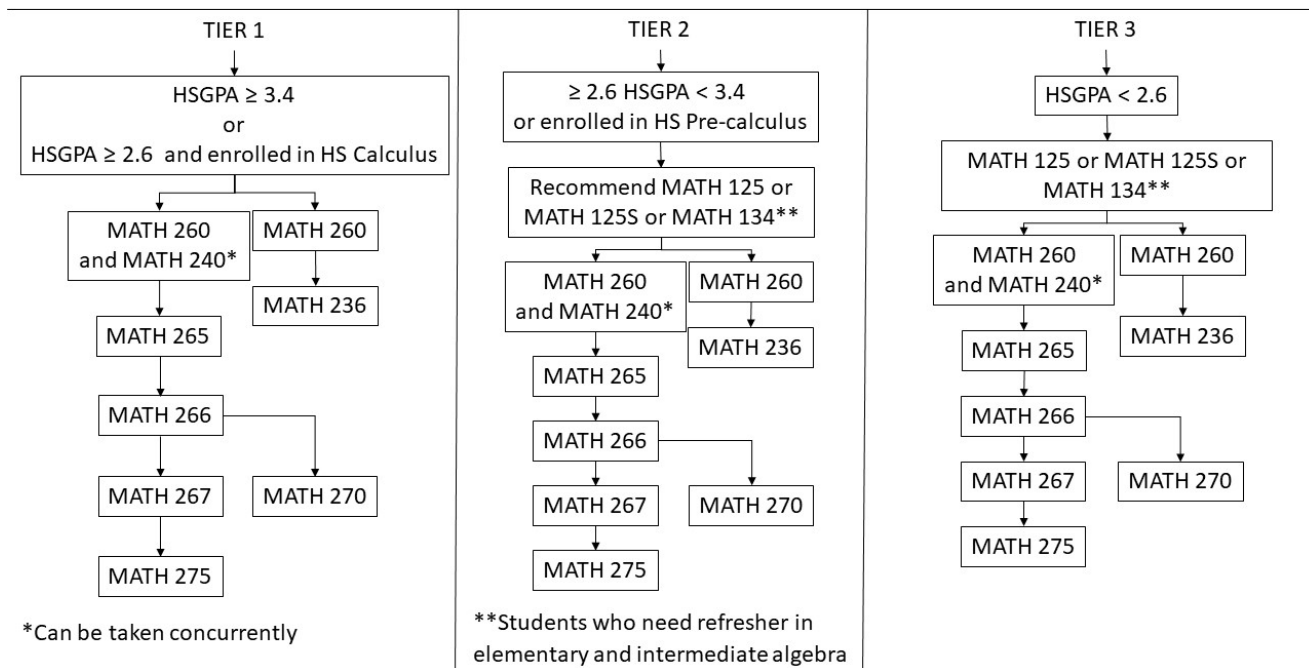 TIER 1
HSGPA ≥ 3.4
or
HSGPA ≥ 2.6 and enrolled in HS Calculus
MATH 260
and MATH 240*
MATH 260
MATH 236
MATH 265
MATH 266
MATH 267
MATH 270
MATH 275
*Can be taken concurrently
TIER 2
≥ 2.6 HSGPA < 3.4
or enrolled in HS Pre-calculus
Recommend MATH 125 or
MATH 125S or MATH 134**
MATH 260
and MATH 240*
MATH 260
MATH 236
MATH 265
MATH 266
MATH 267
MATH 270
MATH 275
**Students who need refresher in
elementary and intermediate algebra
TIER 3
HSGPA < 2.6
MATH 125 or MATH 125S or
MATH 134**
MATH 260
and MATH 240*
MATH 260
MATH 236
MATH 265
MATH 266
MATH 267
MATH 270
MATH 275